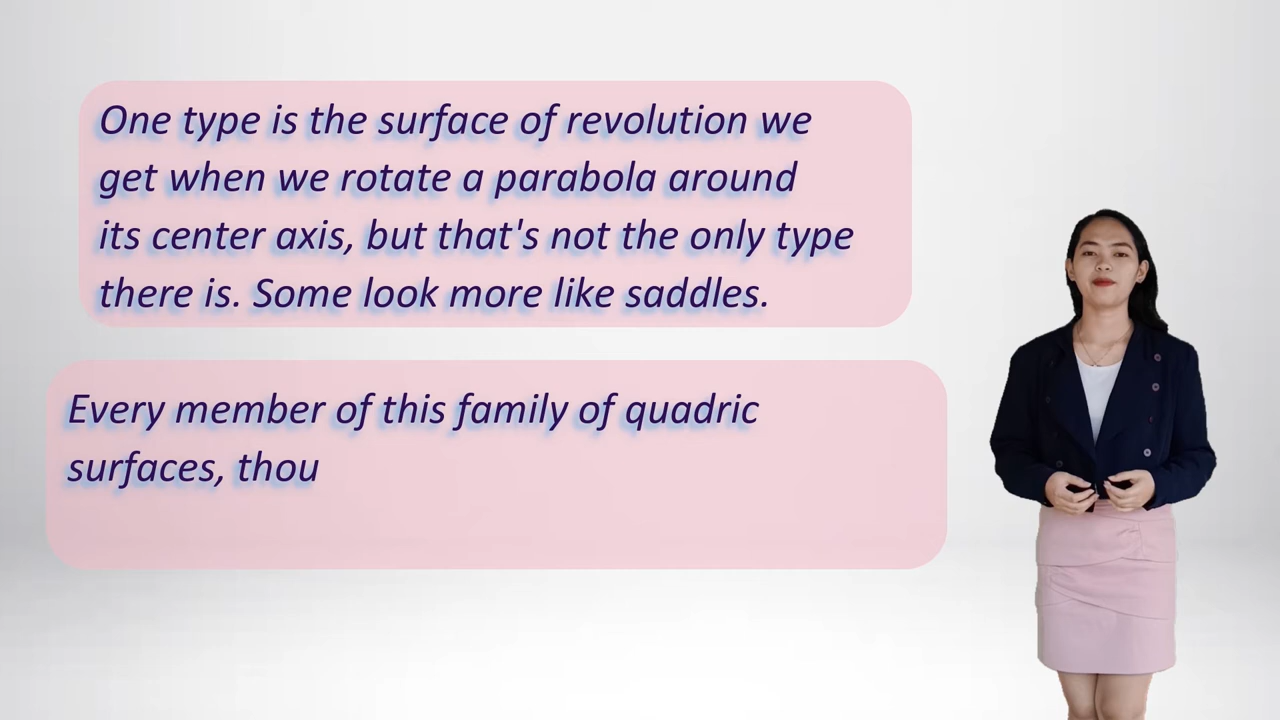 One type is the surface of revolution we
get when we rotate a parabola around
its center axis, but that's not the only type
there is. Some look more like saddles.
Every member of this family of quadric
surfaces, thou